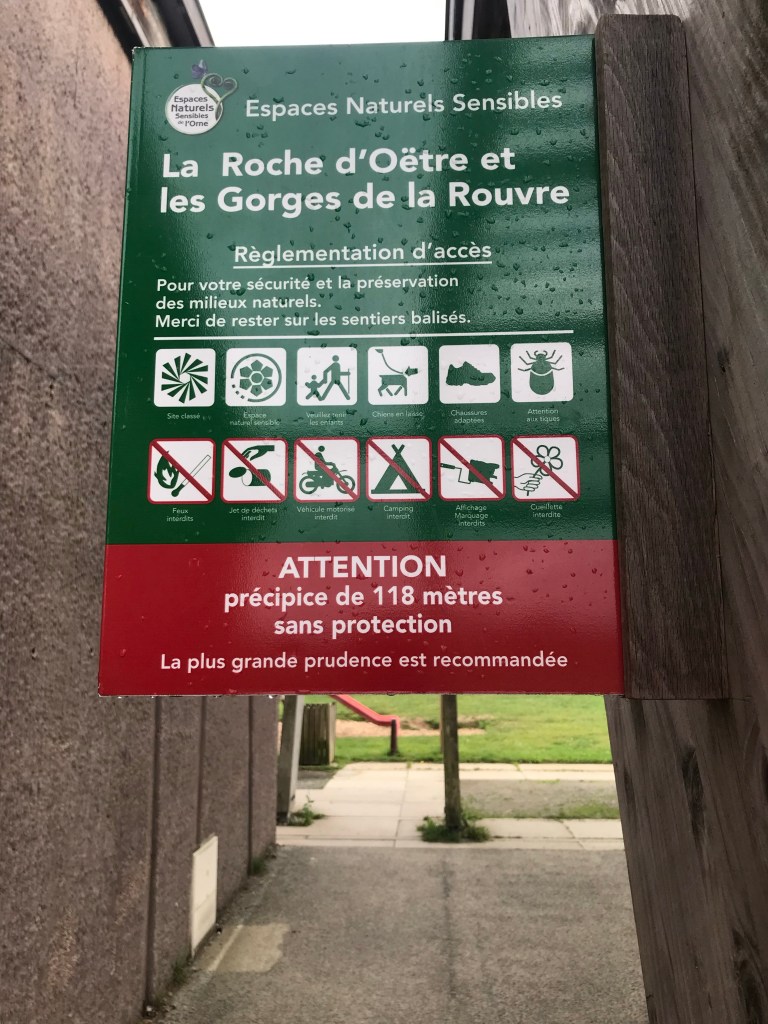 Espaces
Naturels
Sensibles
de l'Orne
Espaces Naturels Sensibles
La Roche d'Oëtre et
les Gorges de la Rouvre
Règlementation d'accès
Pour votre sécurité et la préservation
des milieux naturels.
Merci de rester sur les sentiers balisés.
Site classé
Espace
naturel sensible
Veuillez tenir
les enfants
Chiens en laisse
Chaussures
adaptées
Attention
aux tiques
Feux
interdits
Jet de déchets
interdit
Véhicule motorisé
interdit
Camping
interdit
Affichage
Marquage
interdits
Cueillette
interdite
ATTENTION
précipice de 118 mètres
sans protection
La plus grande prudence est recommandée